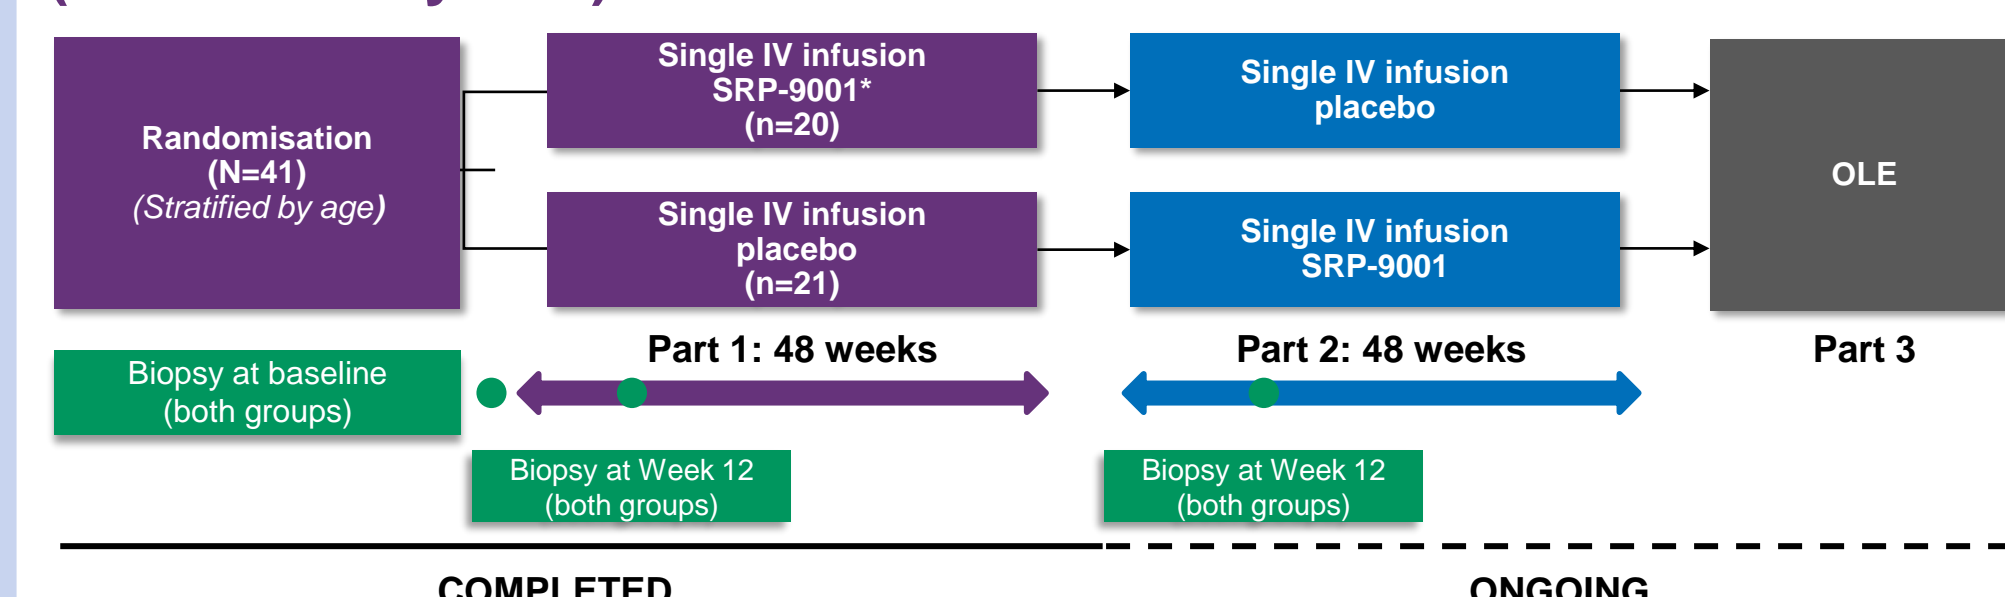 Randomisation
(N=41)
(Stratified by age)
Single IV infusion
SRP-9001*
(n=20)
Single IV infusion
placebo
(n=21)
Single IV infusion
placebo
Single IV infusion
SRP-9001
OLE
Part 1: 48 weeks
Part 2: 48 weeks
Part 3
Biopsy at baseline
(both groups)
Biopsy at Week 12
(both groups)
Biopsy at Week 12
(both groups)
COMPLETED
ONGOING